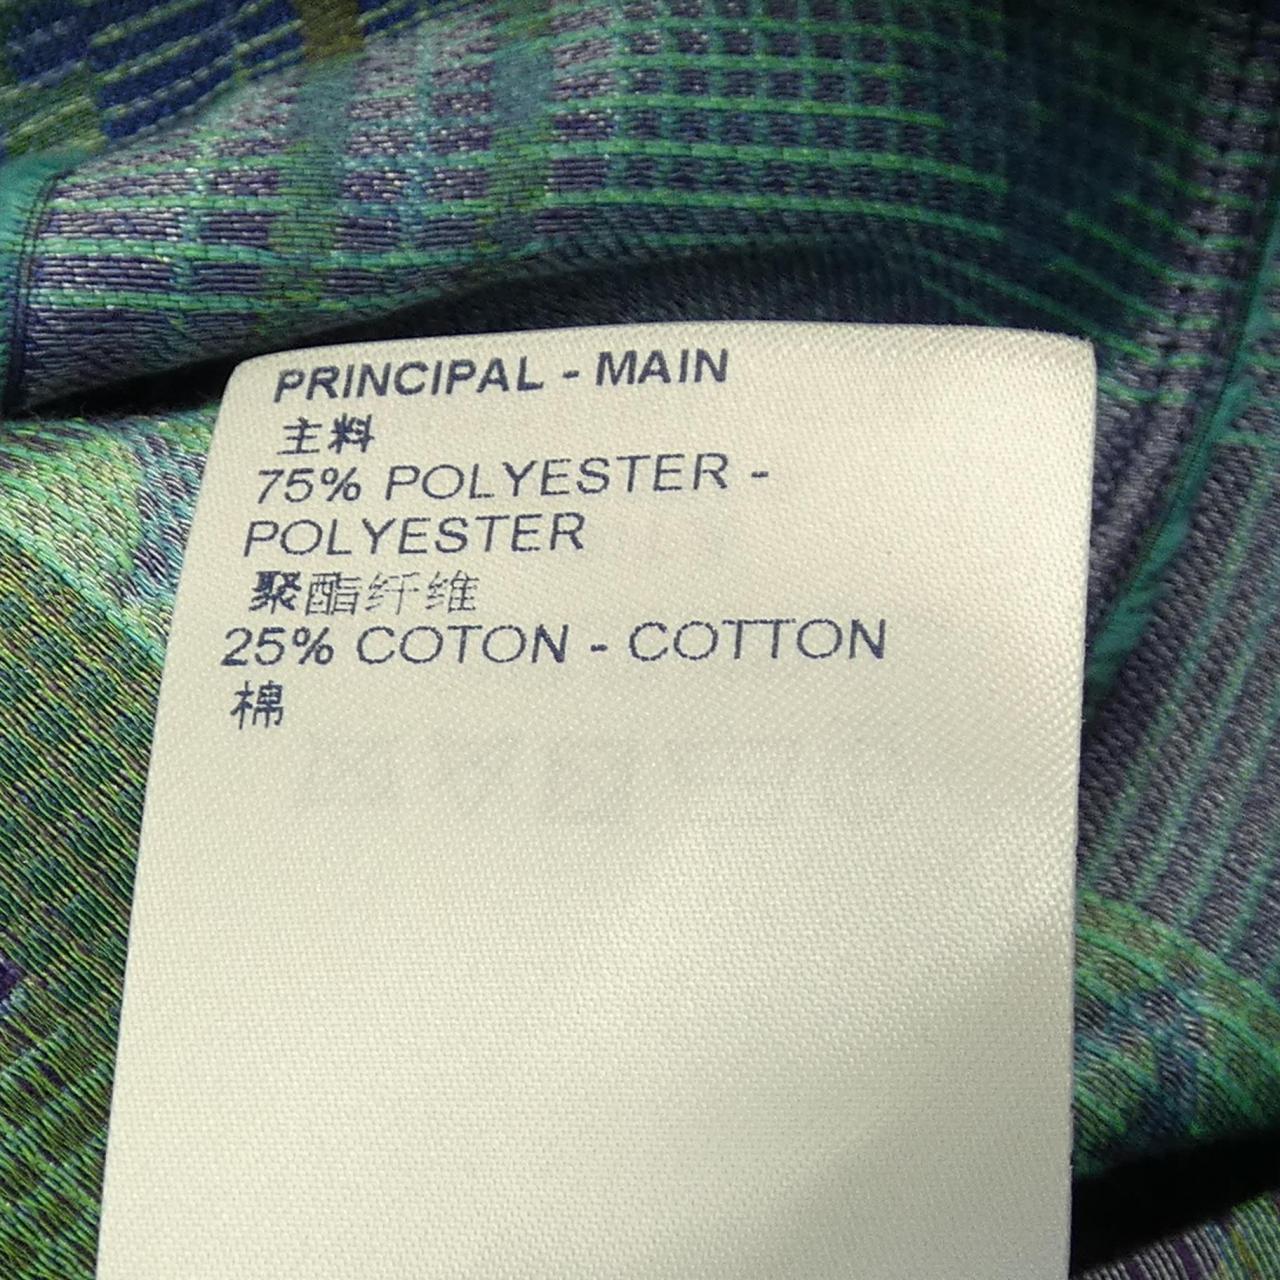 PRINCIPAL - MAIN
主料
75% POLYESTER -
POLYESTER
聚酯纤维
25% COTON - COTTON
棉